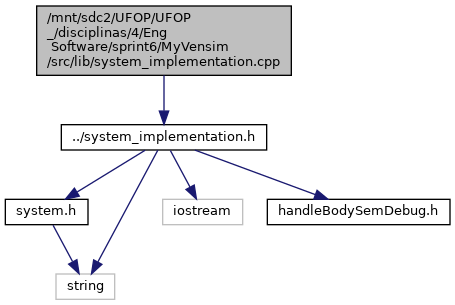 /mnt/sdc2/UFOP/UFOP
_/disciplinas/4/Eng
Software/sprint6/MyVensim
/src/lib/system_implementation.cpp
../system_implementation.h
system.h
iostream
handleBodySemDebug.h
string